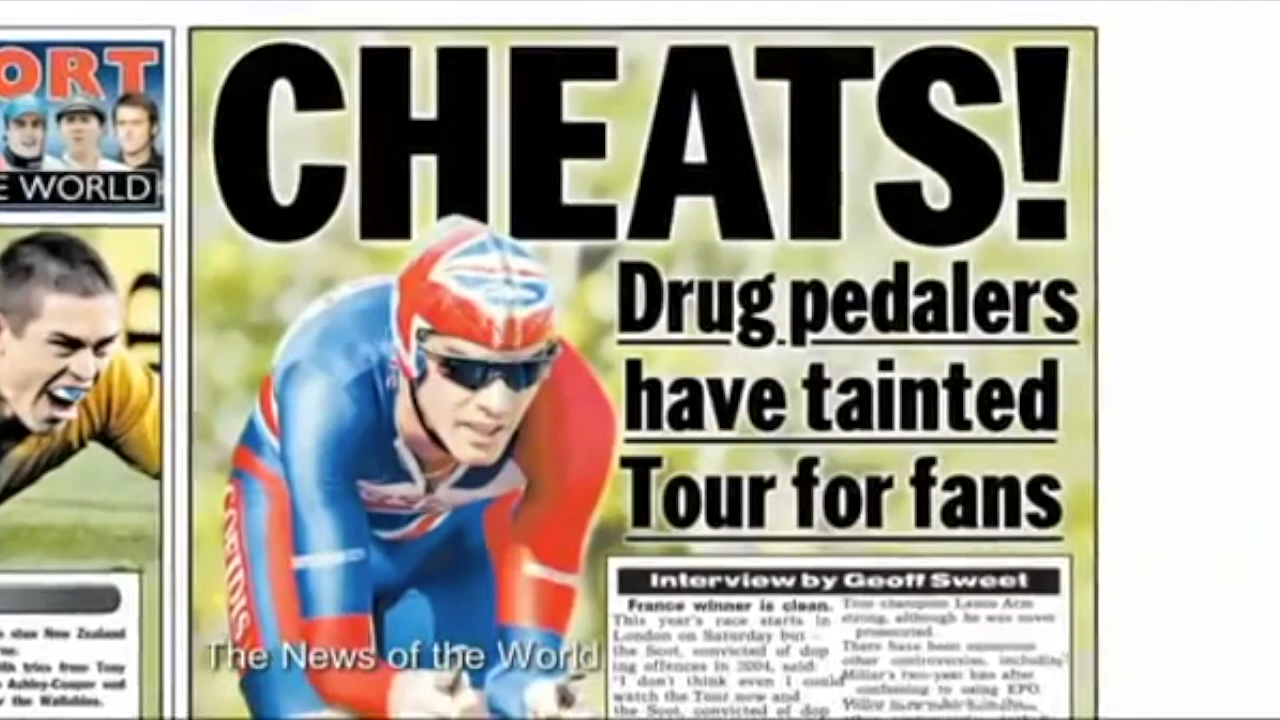 ORT
E WORLD
CHEATS!
Drug pedalers
have tainted
Tour for fans
Interview by Geoff Sweet
France winner is clean.
This year's race starts in
London on Saturday but –
the Scot, convicted of dop
ing offences in 2004, said:
'I don't think even I could
watch the Tour now and
the Scot, convicted of dop
Tour champion Lance Arm
strong, although he was never
prosecuted.
There have been numerous
other controversies, including
Millar's two-year ban after
confessing to using EPO.
The News of the World
slam New Zealand
tries from Tony
Ashley-Cooper and
the Wallabies.